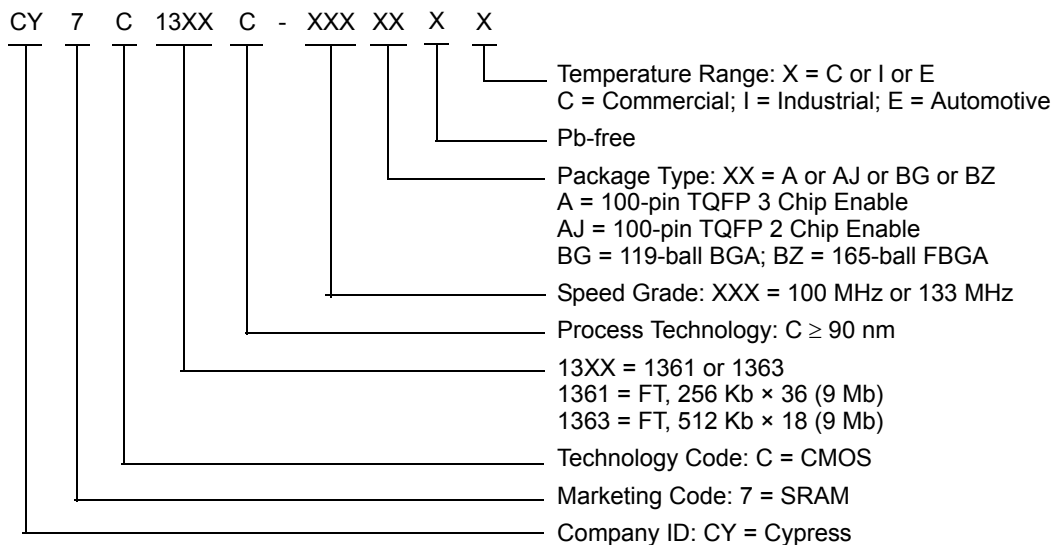 CY 7 C 13XX C - XXX XX X X
Temperature Range: X = C or I or E
C = Commercial; I = Industrial; E = Automotive
Pb-free
Package Type: XX = A or AJ or BG or BZ
A = 100-pin TQFP 3 Chip Enable
AJ = 100-pin TQFP 2 Chip Enable
BG = 119-ball BGA; BZ = 165-ball FBGA
Speed Grade: XXX = 100 MHz or 133 MHz
Process Technology: C ≥ 90 nm
13XX = 1361 or 1363
1361 = FT, 256 Kb × 36 (9 Mb)
1363 = FT, 512 Kb × 18 (9 Mb)
Technology Code: C = CMOS
Marketing Code: 7 = SRAM
Company ID: CY = Cypress